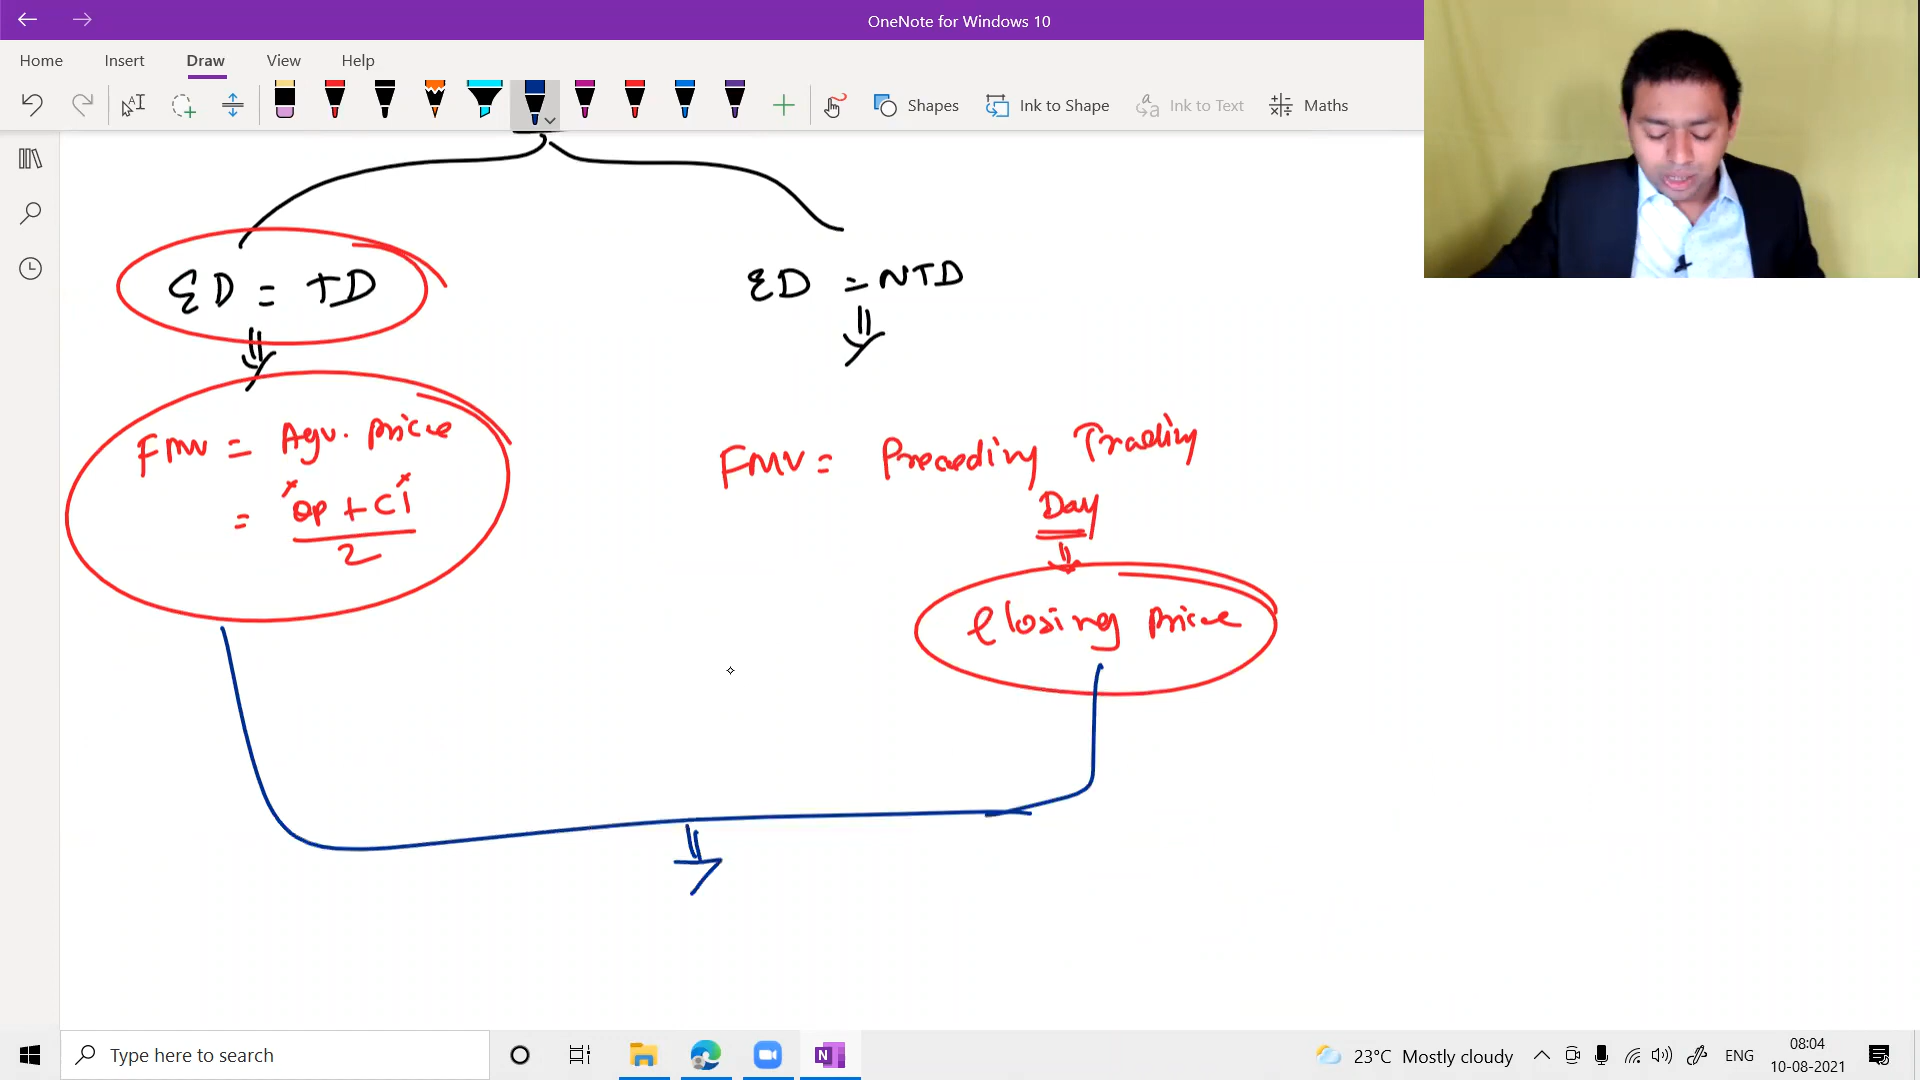 OneNote for Windows 10
Home Insert Draw View Help
Shapes Ink to Shape Ink to Text Maths
ED = TD
ED = NTD
FMV = Agv. Price
= op + Cl
2
FMV = Preceding Trading
Day
Closing Price
Type here to search
N
23°C Mostly cloudy
ENG
08:04
10-08-2021